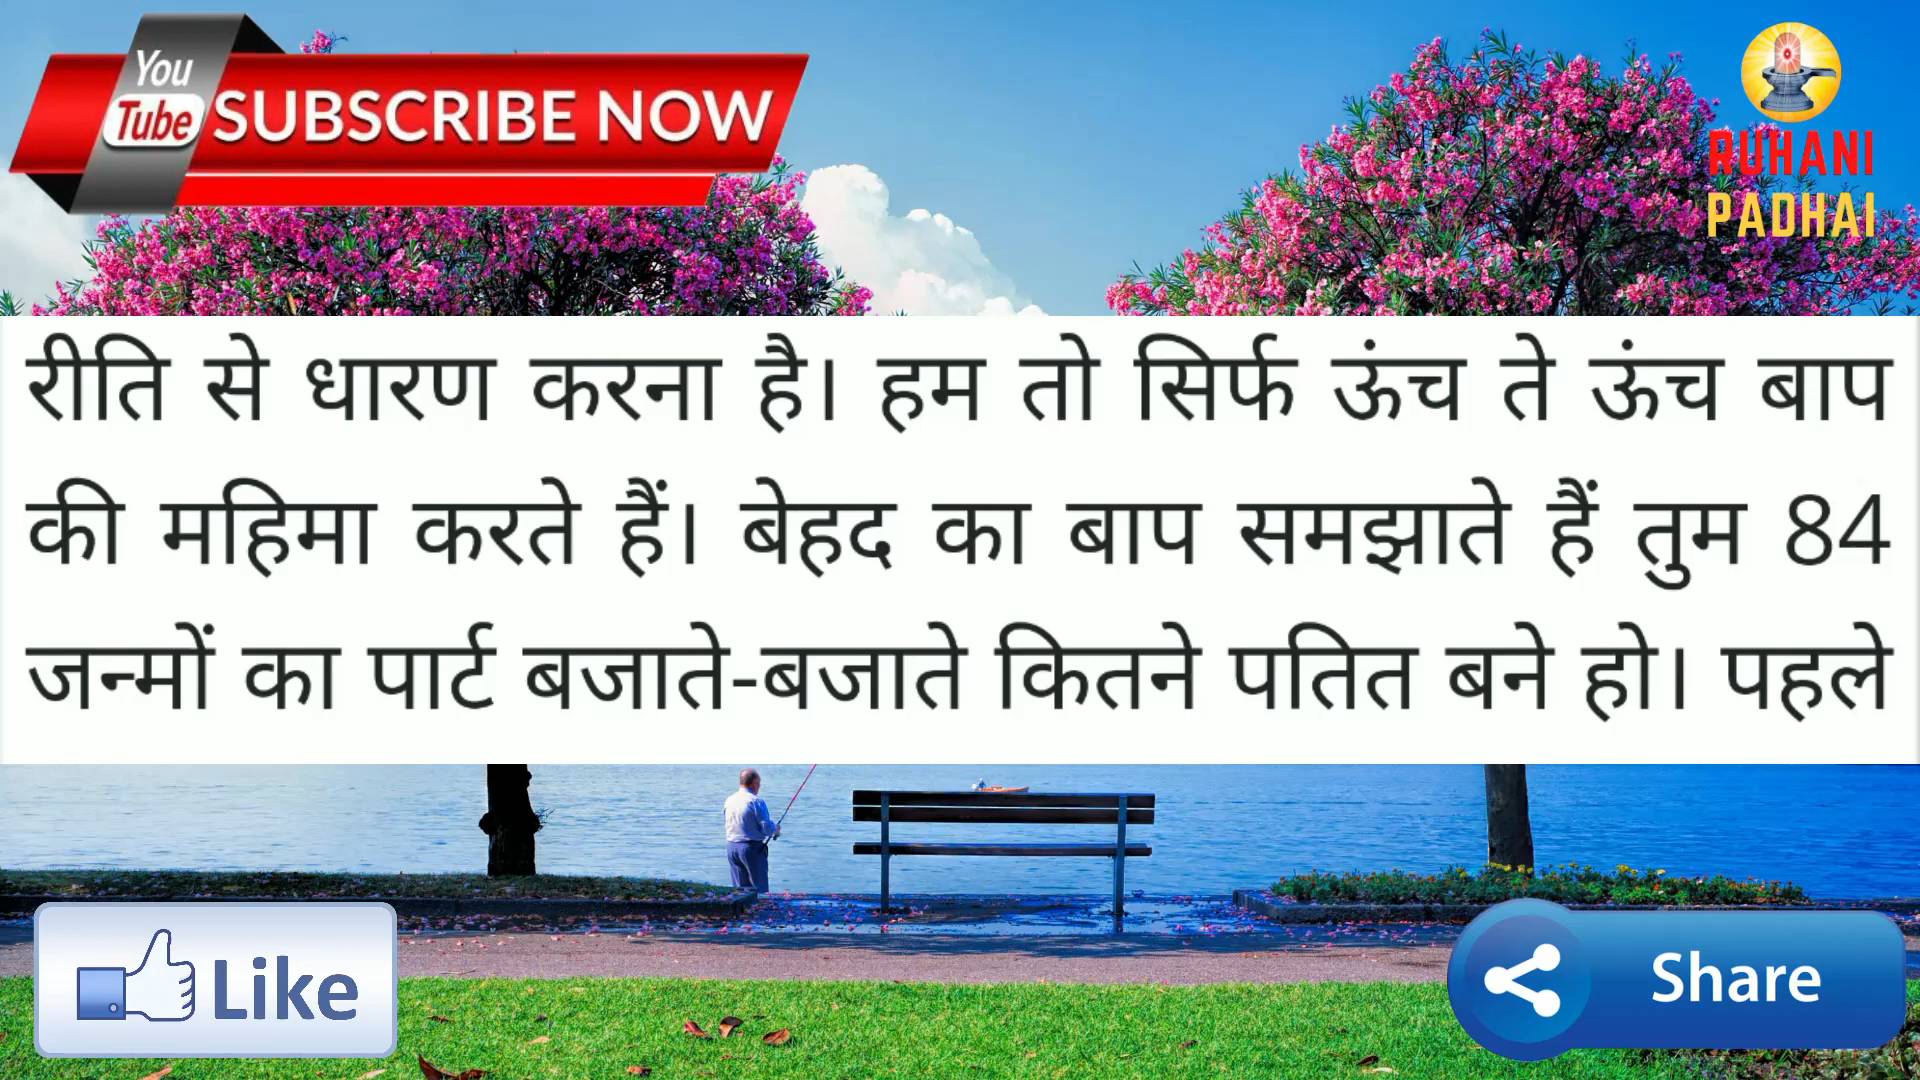 You
Tube SUBSCRIBE NOW
RUHANI
PADHAI
रीति से धारण करना है। हम तो सिर्फ ऊंच ते ऊंच बाप
की महिमा करते हैं। बेहद का बाप समझाते हैं तुम 84
जन्मों का पार्ट बजाते-बजाते कितने पतित बने हो। पहले
Like
Share